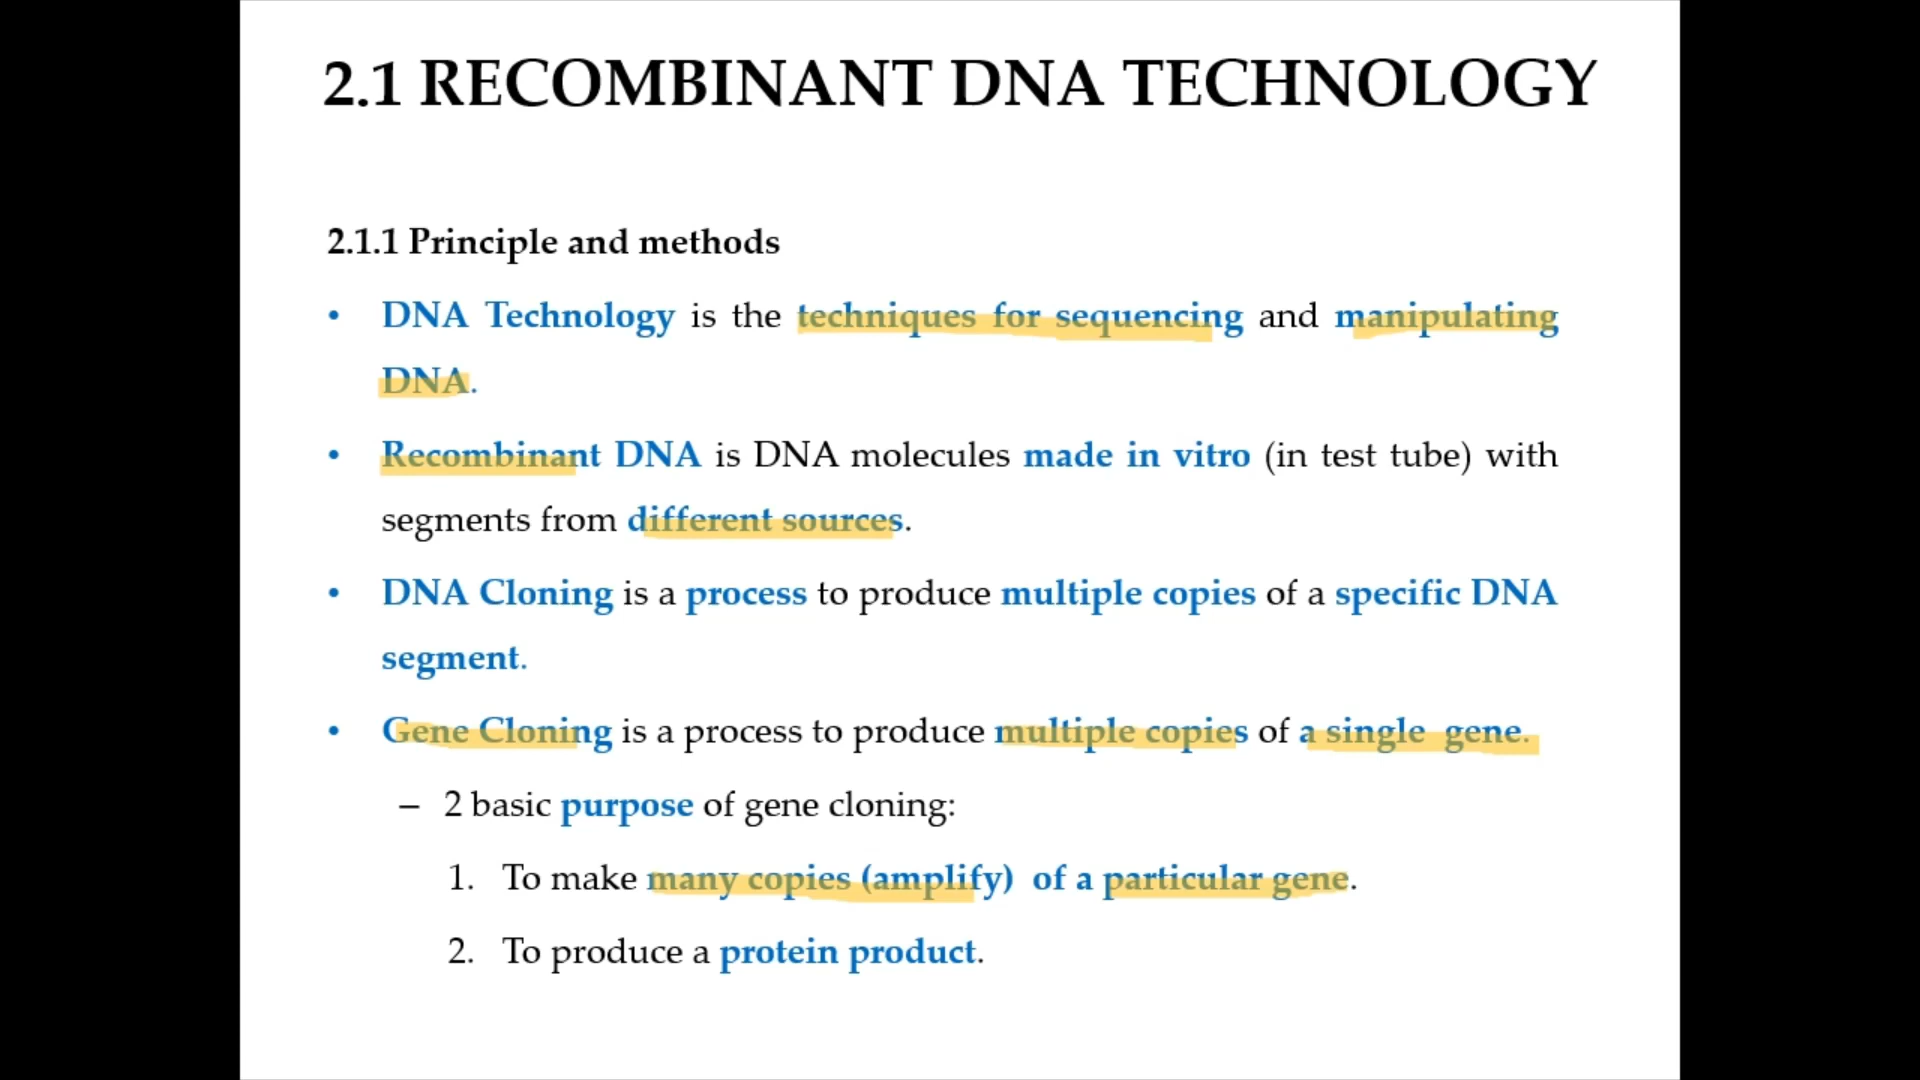 2.1 RECOMBINANT DNA TECHNOLOGY
2.1.1 Principle and methods
• DNA Technology is the techniques for sequencing and manipulating
DNA.
• Recombinant DNA is DNA molecules made in vitro (in test tube) with
segments from different sources.
• DNA Cloning is a process to produce multiple copies of a specific DNA
segment.
• Gene Cloning is a process to produce multiple copies of a single gene.
– 2 basic purpose of gene cloning:
1. To make many copies (amplify) of a particular gene.
2. To produce a protein product.